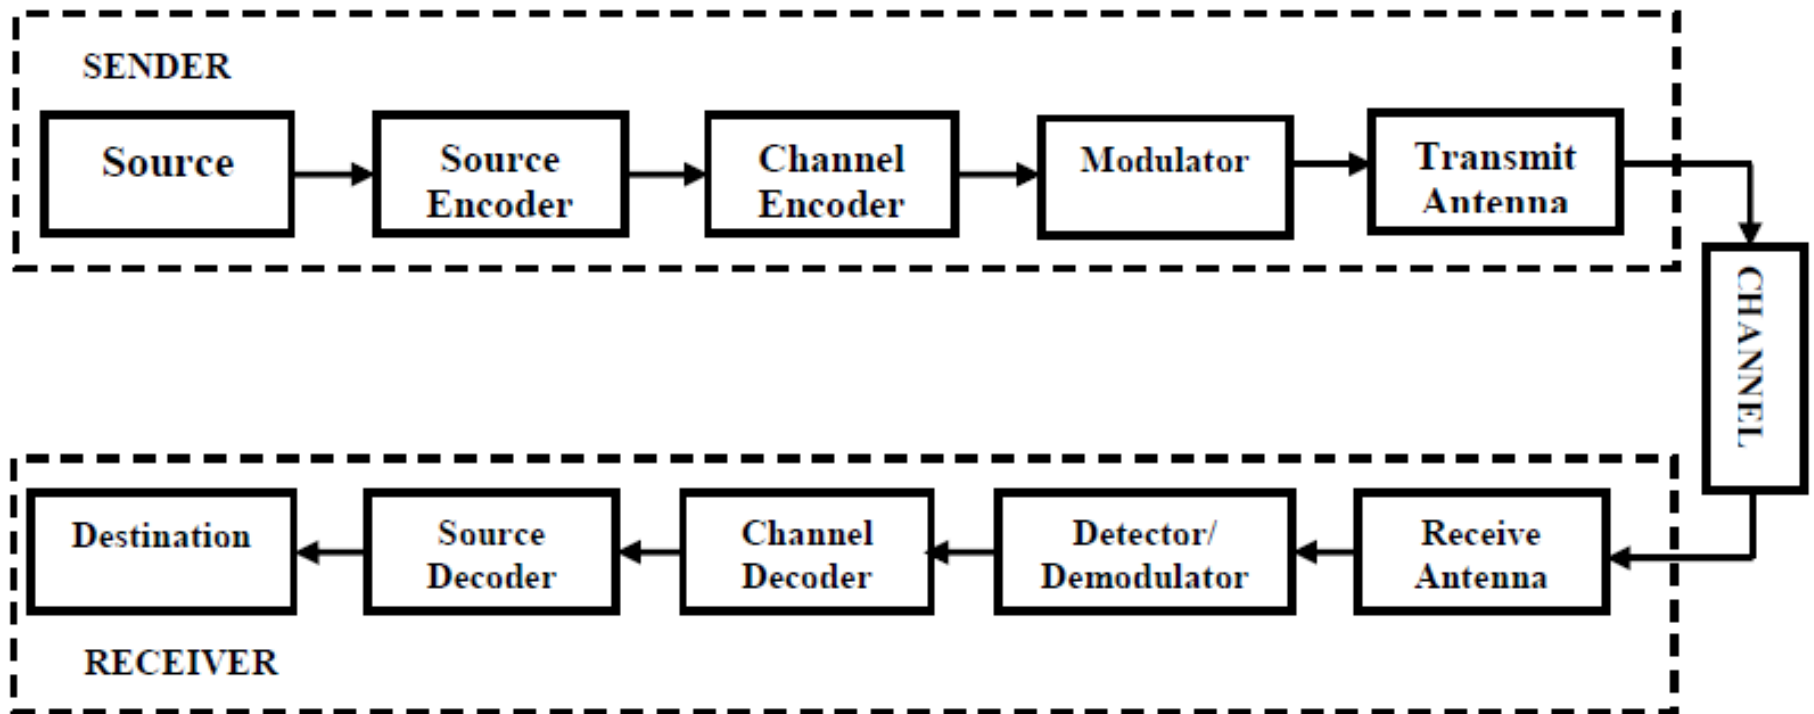 SENDER
Source
Source
Encoder
Channel
Encoder
Modulator
Transmit
Antenna
CHANNEL
Destination
Source
Decoder
Channel
Decoder
Detector/
Demodulator
Receive
Antenna
RECEIVER